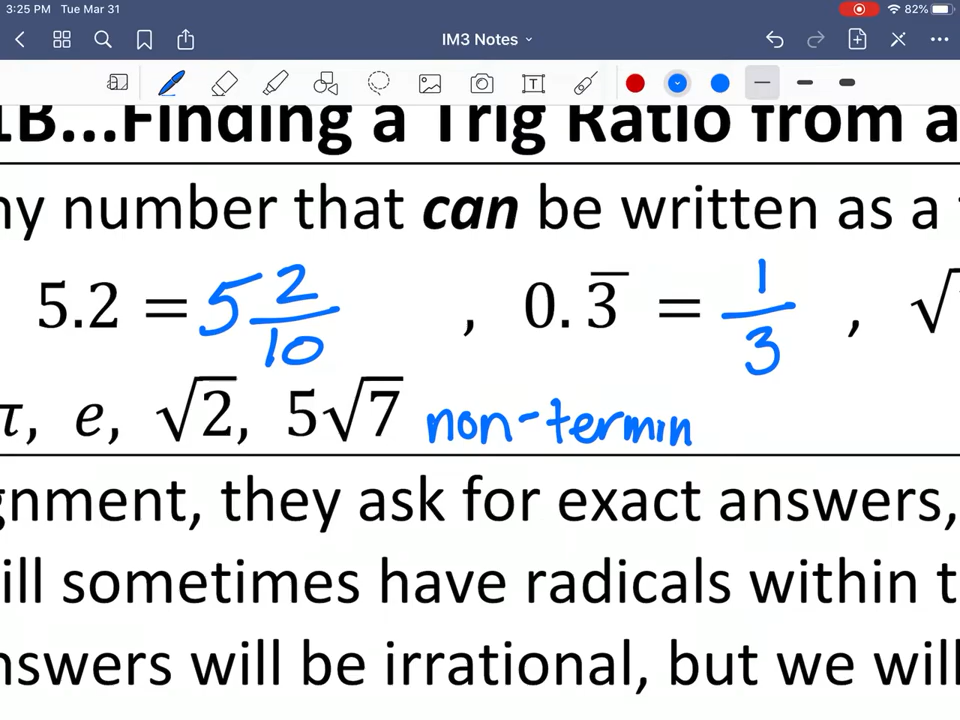 3:25 PM Tue Mar 31 82%
IM3 Notes
1B...Finding a Trig Ratio from a
ny number that can be written as a
5.2 = 5 2/10 , 0.3̅ = 1/3 , √
π, e, √2, 5√7 non-termin
gnment, they ask for exact answers,
ill sometimes have radicals within t
nswers will be irrational, but we will